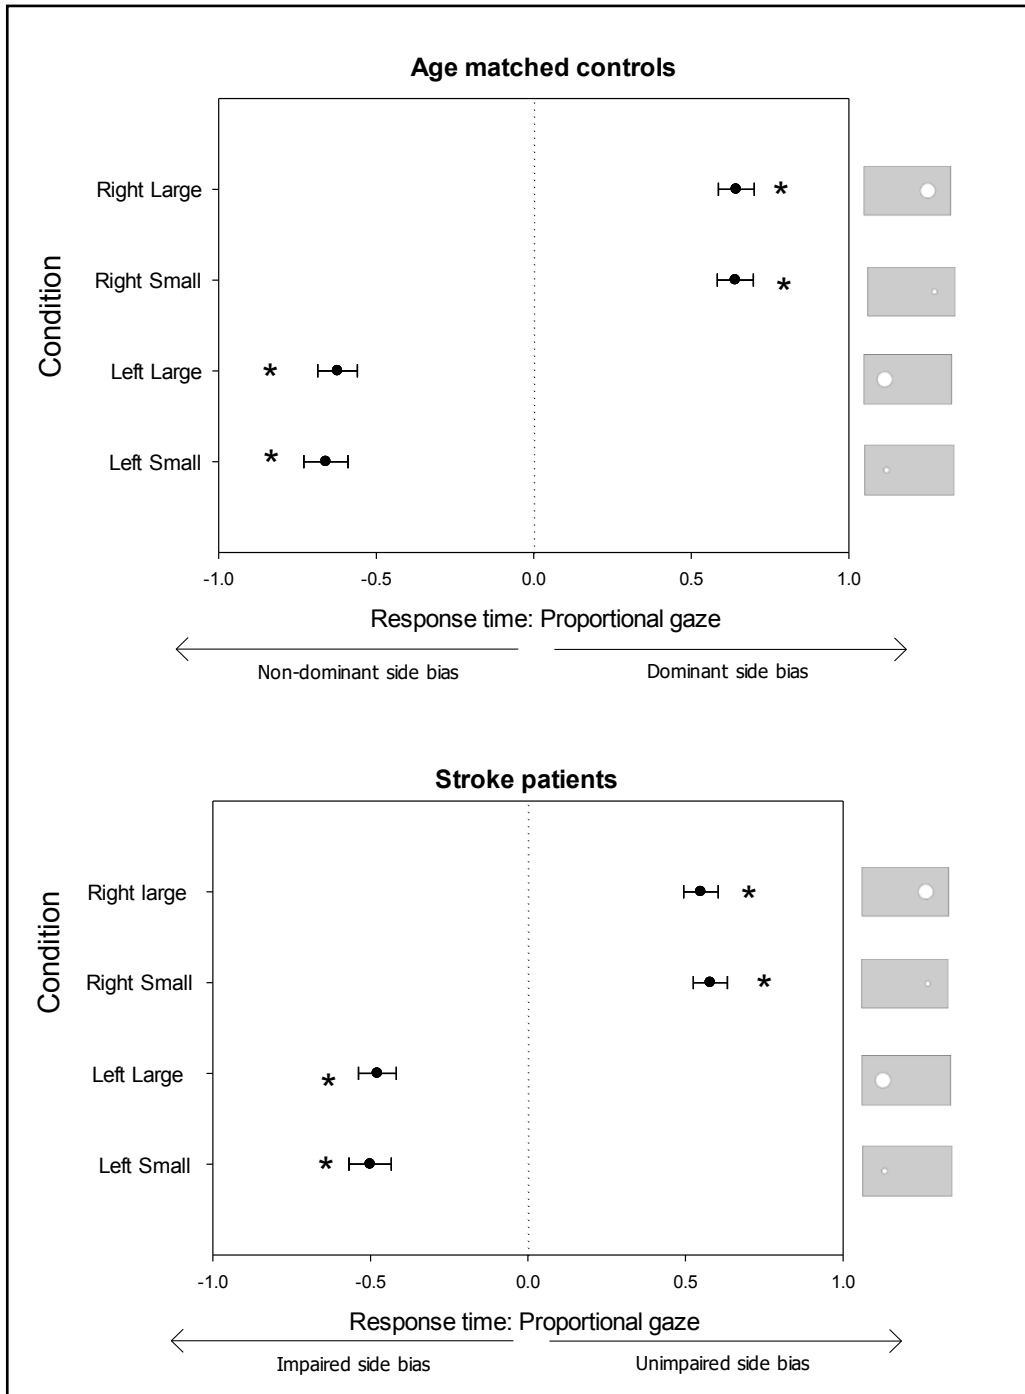 Age matched controls
Condition
Right Large
*
Right Small
*
Left Large
*
Left Small
*
-1.0 -0.5 0.0 0.5 1.0
Response time: Proportional gaze
Non-dominant side bias Dominant side bias
Stroke patients
Condition
Right large
*
Right Small
*
Left Large
*
Left Small
*
-1.0 -0.5 0.0 0.5 1.0
Response time: Proportional gaze
Impaired side bias Unimpaired side bias